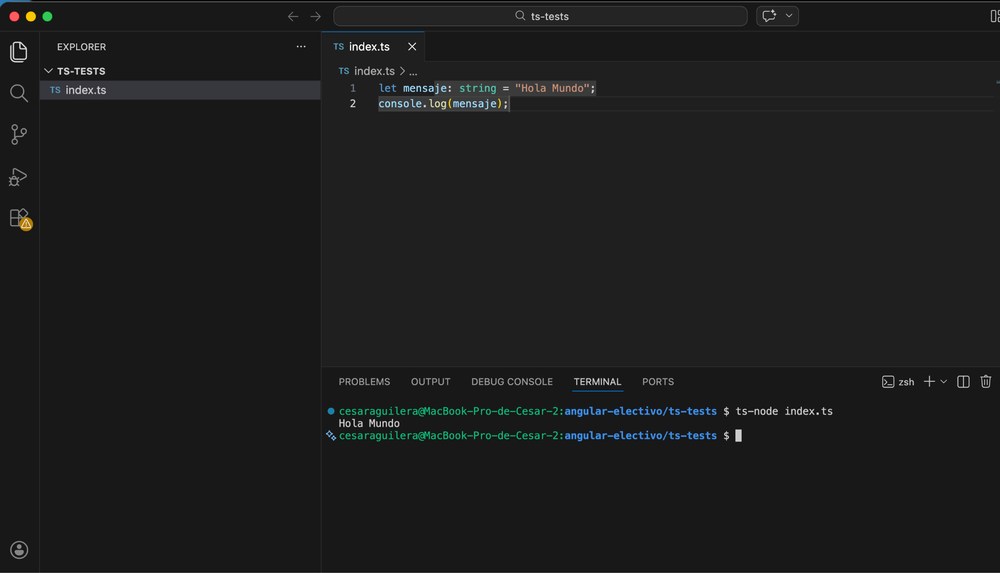 ts-tests
EXPLORER
TS-TESTS
TS index.ts
TS index.ts
TS index.ts > ...
1 let mensaje: string = "Hola Mundo";
2 console.log(mensaje);
PROBLEMS OUTPUT DEBUG CONSOLE TERMINAL PORTS zsh
cesaraguilera@MacBook-Pro-de-Cesar-2:angular-electivo/ts-tests $ ts-node index.ts
Hola Mundo
cesaraguilera@MacBook-Pro-de-Cesar-2:angular-electivo/ts-tests $